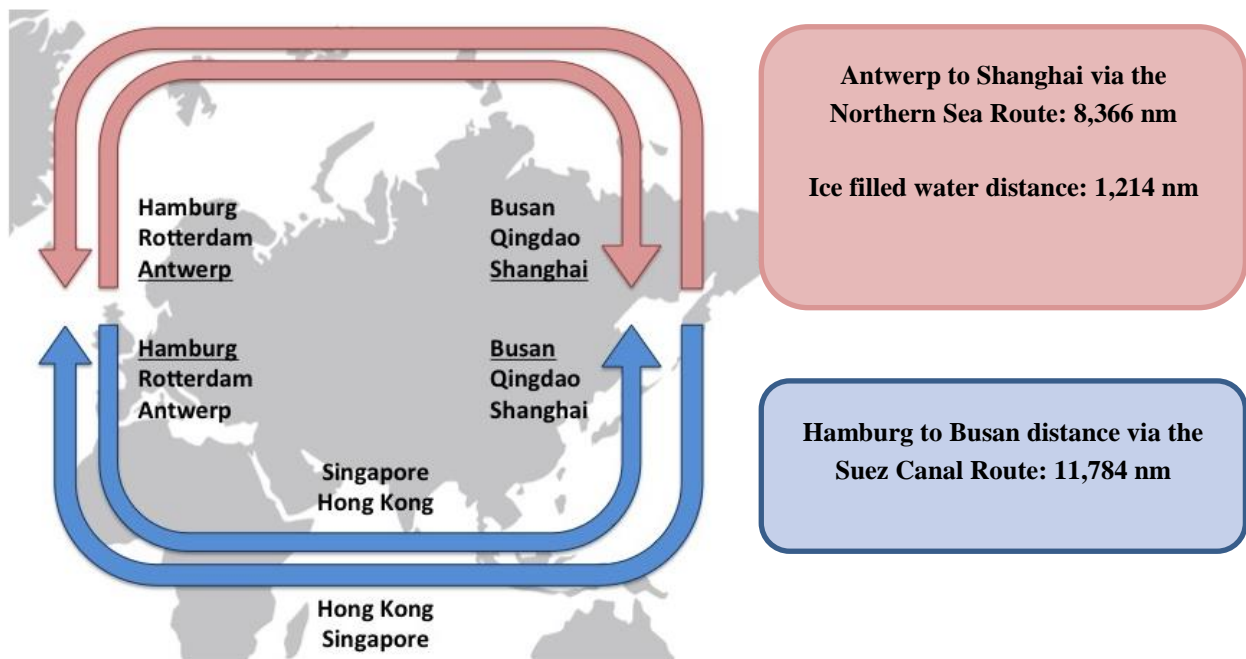 Hamburg
Rotterdam
Antwerp
Busan
Qingdao
Shanghai
Hamburg
Rotterdam
Antwerp
Busan
Qingdao
Shanghai
Singapore
Hong Kong
Hong Kong
Singapore
Antwerp to Shanghai via the
Northern Sea Route: 8,366 nm
Ice filled water distance: 1,214 nm
Hamburg to Busan distance via the
Suez Canal Route: 11,784 nm